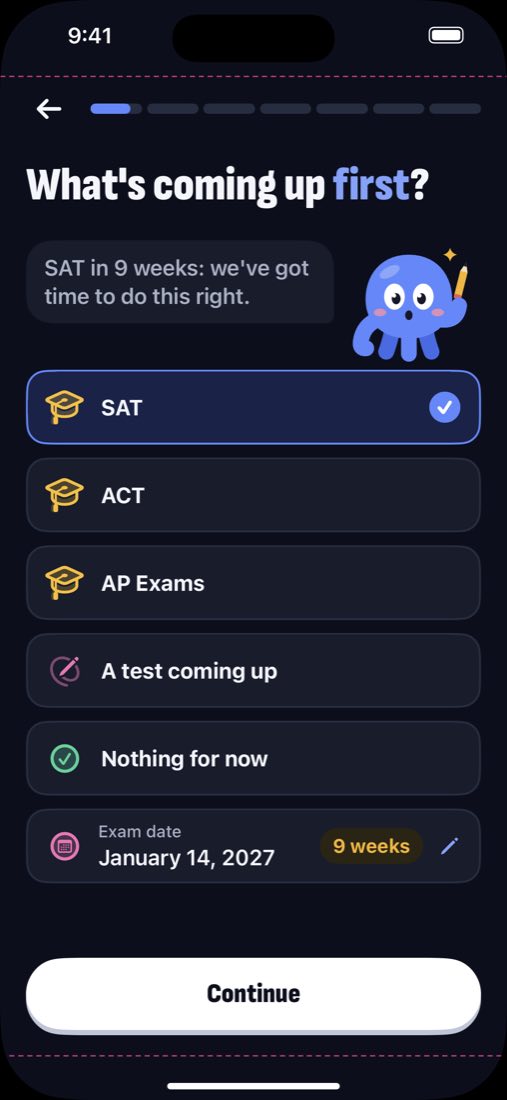 9:41
What's coming up first?
SAT in 9 weeks: we've got
time to do this right.
SAT
ACT
AP Exams
A test coming up
Nothing for now
Exam date
January 14, 2027
9 weeks
Continue